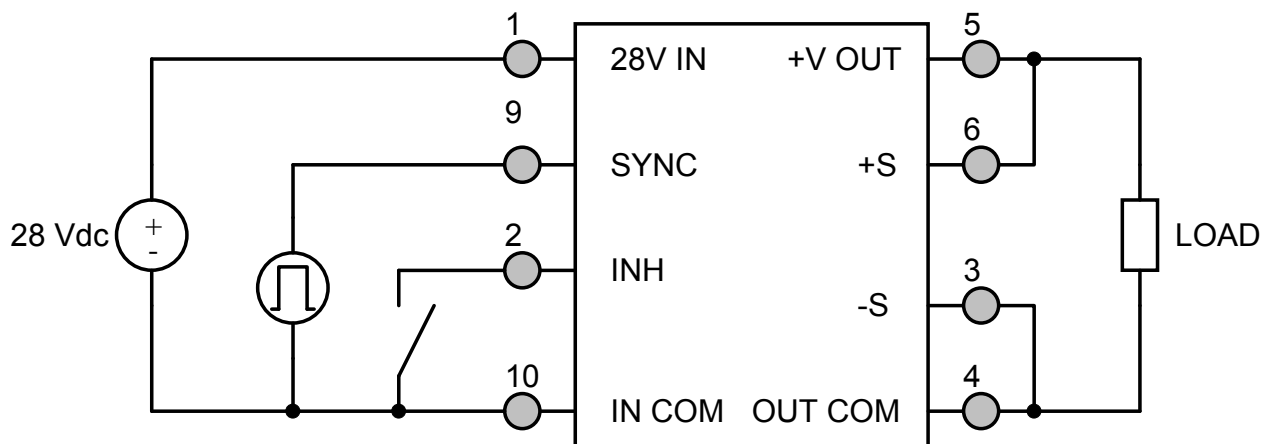 1
28V IN
+V OUT
5
9
SYNC
+S
6
28 Vdc
+
-
2
INH
-S
3
LOAD
10
IN COM
OUT COM
4